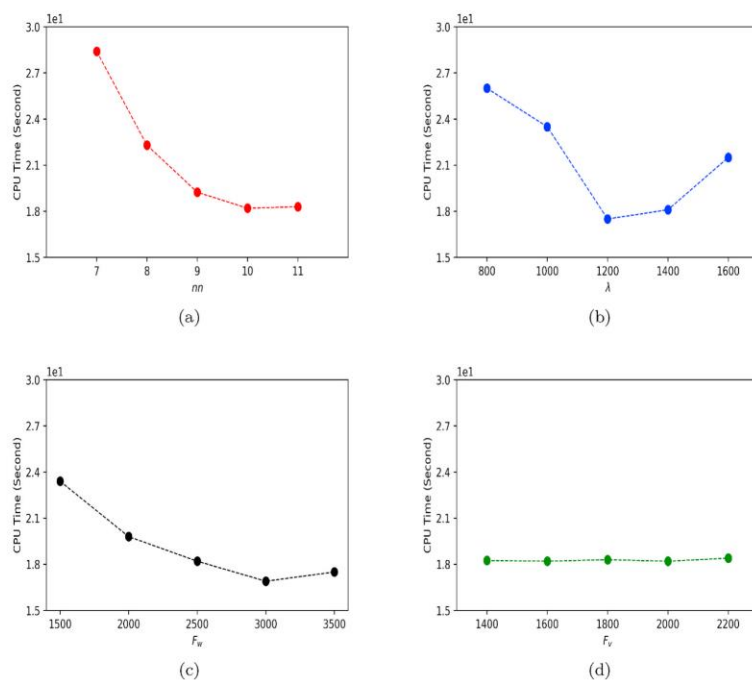 1e1
3.0
2.7
2.4
2.1
1.8
1.5
CPU Time (Second)
7 8 9 10 11
nn
(a)
1e1
3.0
2.7
2.4
2.1
1.8
1.5
CPU Time (Second)
800 1000 1200 1400 1600
λ
(b)
1e1
3.0
2.7
2.4
2.1
1.8
1.5
CPU Time (Second)
1500 2000 2500 3000 3500
F_w
(c)
1e1
3.0
2.7
2.4
2.1
1.8
1.5
CPU Time (Second)
1400 1600 1800 2000 2200
F_v
(d)